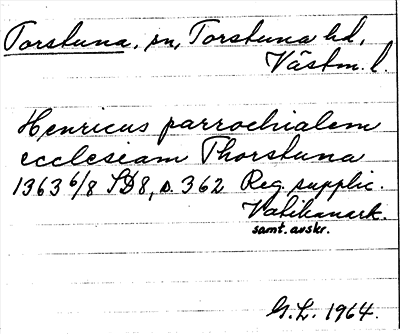 Torstuna, sn, Torstuna hd,
Västm. l.
Henricus parrochialem
ecclesiam Thorstuna
1363 6/8 SD8, s. 362 Reg. supplic.
Vatikanark.
samt. avskr.
G.L. 1964.